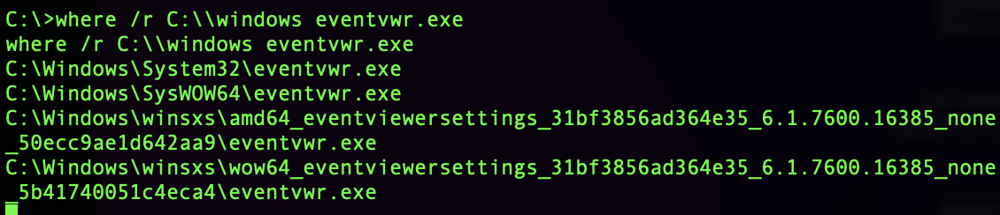 C:\>where /r C:\\windows eventvwr.exe
where /r C:\\windows eventvwr.exe
C:\Windows\System32\eventvwr.exe
C:\Windows\SysWOW64\eventvwr.exe
C:\Windows\winsxs\amd64_eventviewersettings_31bf3856ad364e35_6.1.7600.16385_none
_50ecc9ae1d642aa9\eventvwr.exe
C:\Windows\winsxs\wow64_eventviewersettings_31bf3856ad364e35_6.1.7600.16385_none
_5b41740051c4eca4\eventvwr.exe